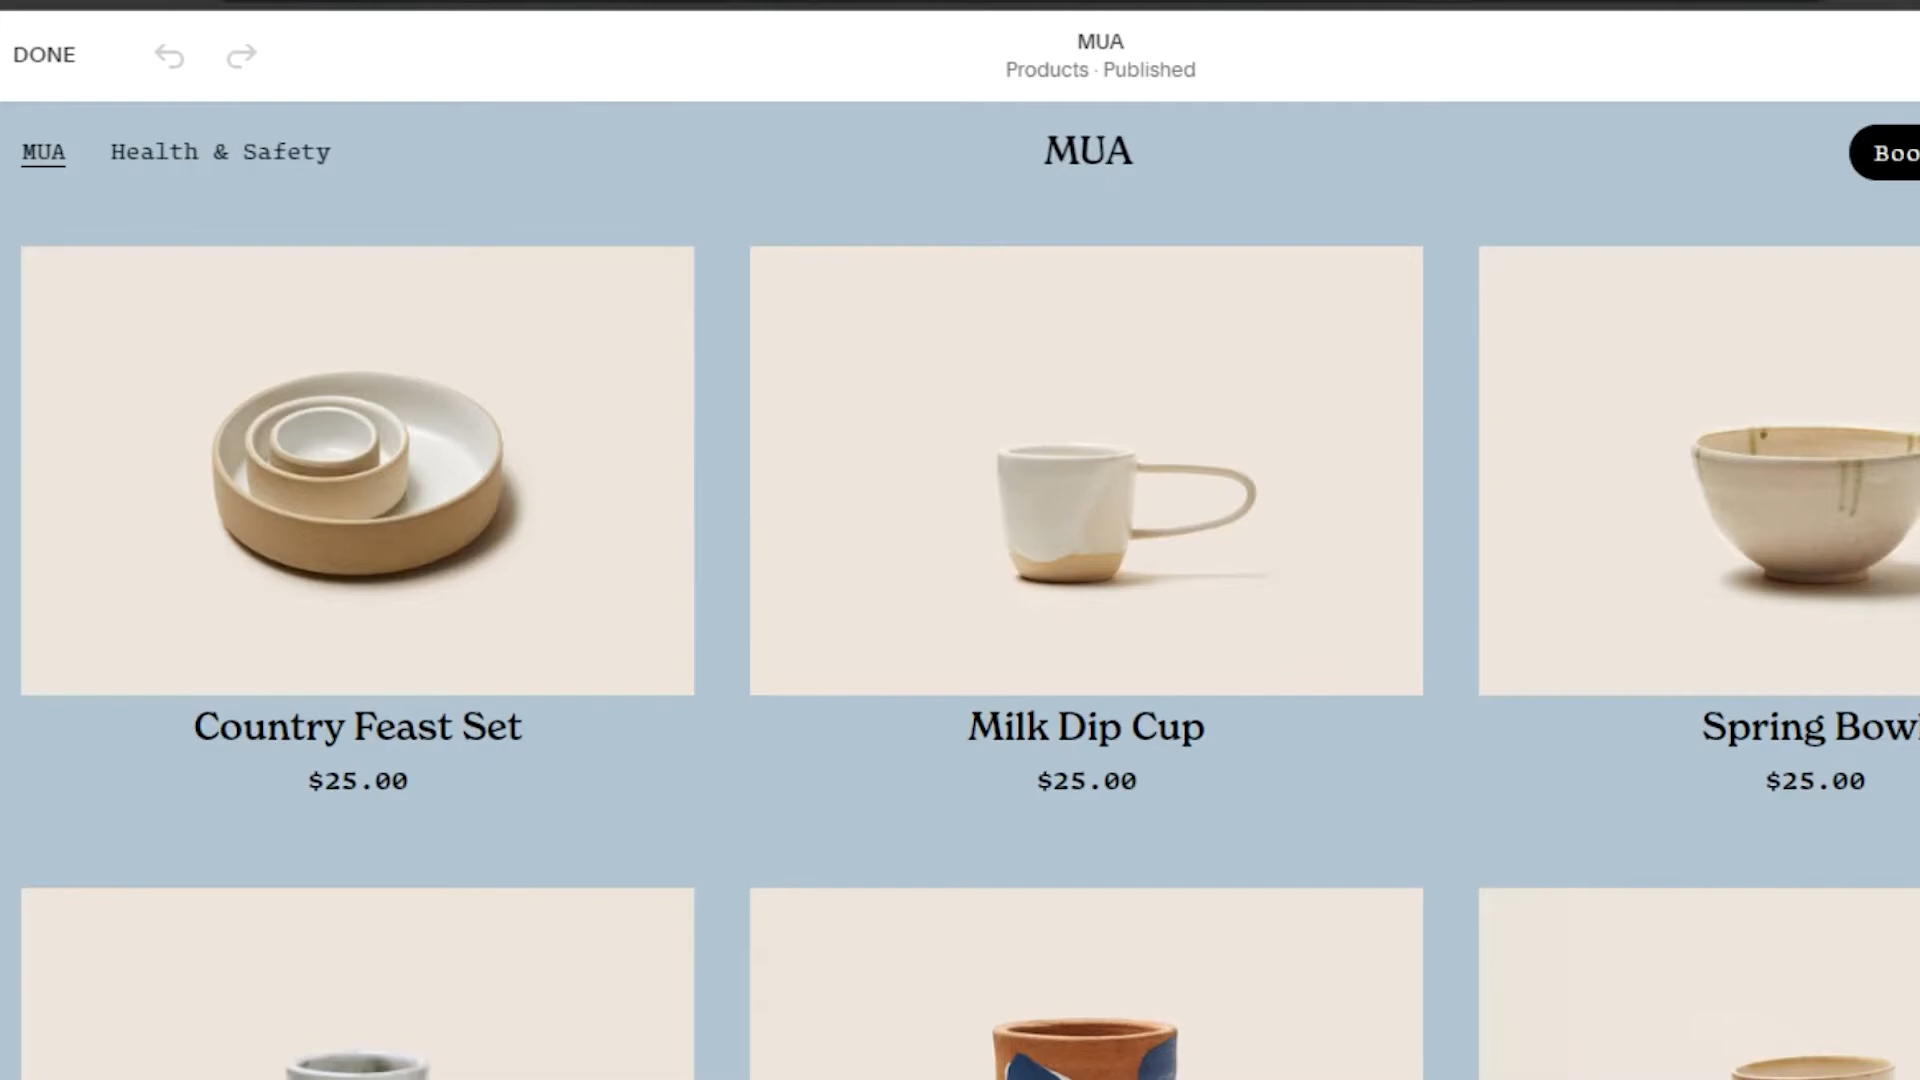 DONE
MUA
Products · Published
MUA
Health & Safety
MUA
Country Feast Set
Milk Dip Cup
Spring Bowl
$25.00
$25.00
$25.00